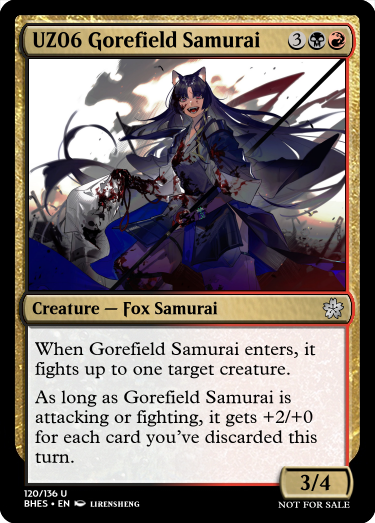 UZ06 Gorefield Samurai 3
Creature — Fox Samurai
When Gorefield Samurai enters, it
fights up to one target creature.
As long as Gorefield Samurai is
attacking or fighting, it gets +2/+0
for each card you’ve discarded this
turn.
3/4
120/136 U
BHES • EN LIRENSHENG
NOT FOR SALE